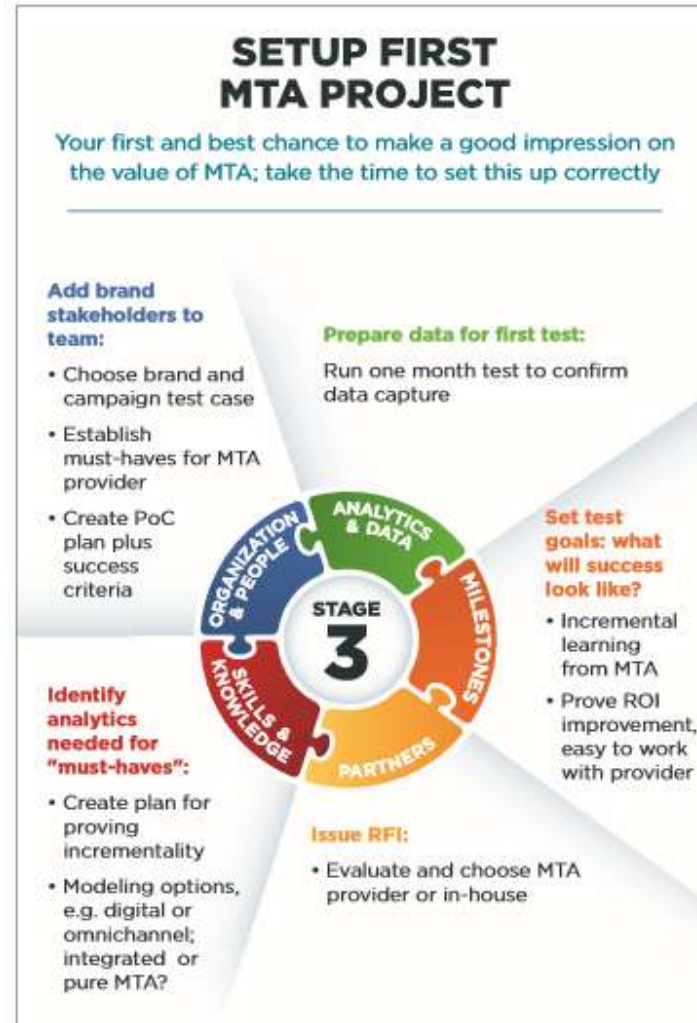 SETUP FIRST
MTA PROJECT
Your first and best chance to make a good impression on
the value of MTA; take the time to set this up correctly
Add brand
stakeholders to
team:
• Choose brand and
campaign test case
• Establish
must-haves for MTA
provider
• Create PoC
plan plus
success
criteria
Prepare data for first test:
Run one month test to confirm
data capture
ORGANIZATION
& PEOPLE
ANALYTICS
& DATA
MILESTONES
PARTNERS
SKILLS &
KNOWLEDGE
STAGE
3
Set test
goals: what
will success
look like?
• Incremental
learning
from MTA
• Prove ROI
improvement,
easy to work
with provider
Identify
analytics
needed for
"must-haves":
• Create plan for
proving
incrementality
• Modeling options,
e.g. digital or
omnichannel;
integrated or
pure MTA?
Issue RFI:
• Evaluate and choose MTA
provider or in-house